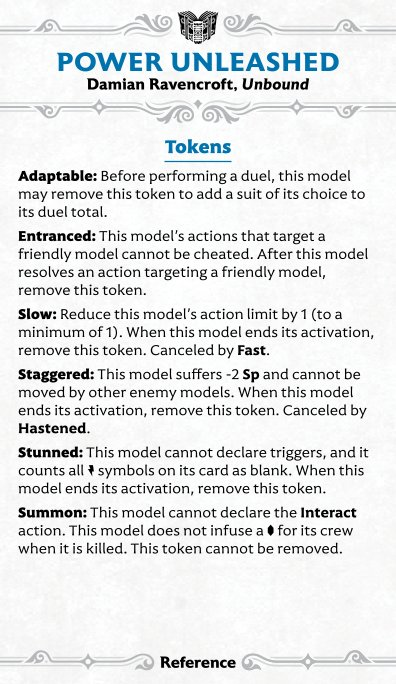 POWER UNLEASHED
Damian Ravencroft, Unbound
Tokens
Adaptable: Before performing a duel, this model
may remove this token to add a suit of its choice to
its duel total.
Entranced: This model's actions that target a
friendly model cannot be cheated. After this model
resolves an action targeting a friendly model,
remove this token.
Slow: Reduce this model's action limit by 1 (to a
minimum of 1). When this model ends its activation,
remove this token. Canceled by Fast.
Staggered: This model suffers -2 Sp and cannot be
moved by other enemy models. When this model
ends its activation, remove this token. Canceled by
Hastened.
Stunned: This model cannot declare triggers, and it
counts all symbols on its card as blank. When this
model ends its activation, remove this token.
Summon: This model cannot declare the Interact
action. This model does not infuse a for its crew
when it is killed. This token cannot be removed.
Reference